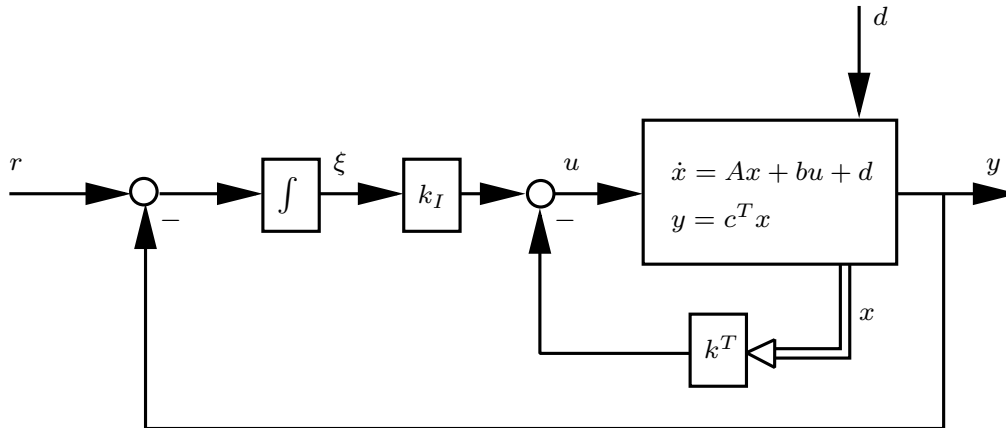 d
r
ξ
u
y
ẋ = Ax + bu + d
∫
k_I
−
−
y = c^T x
x
k^T